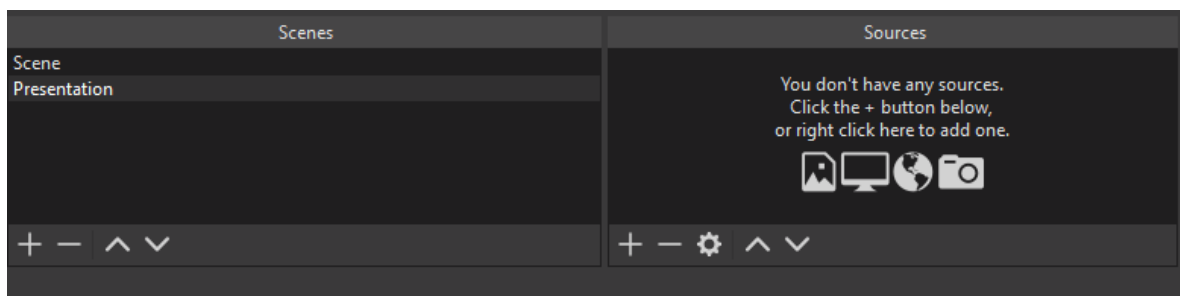 Scenes
Scene
Presentation
Sources
You don't have any sources.
Click the + button below,
or right click here to add one.